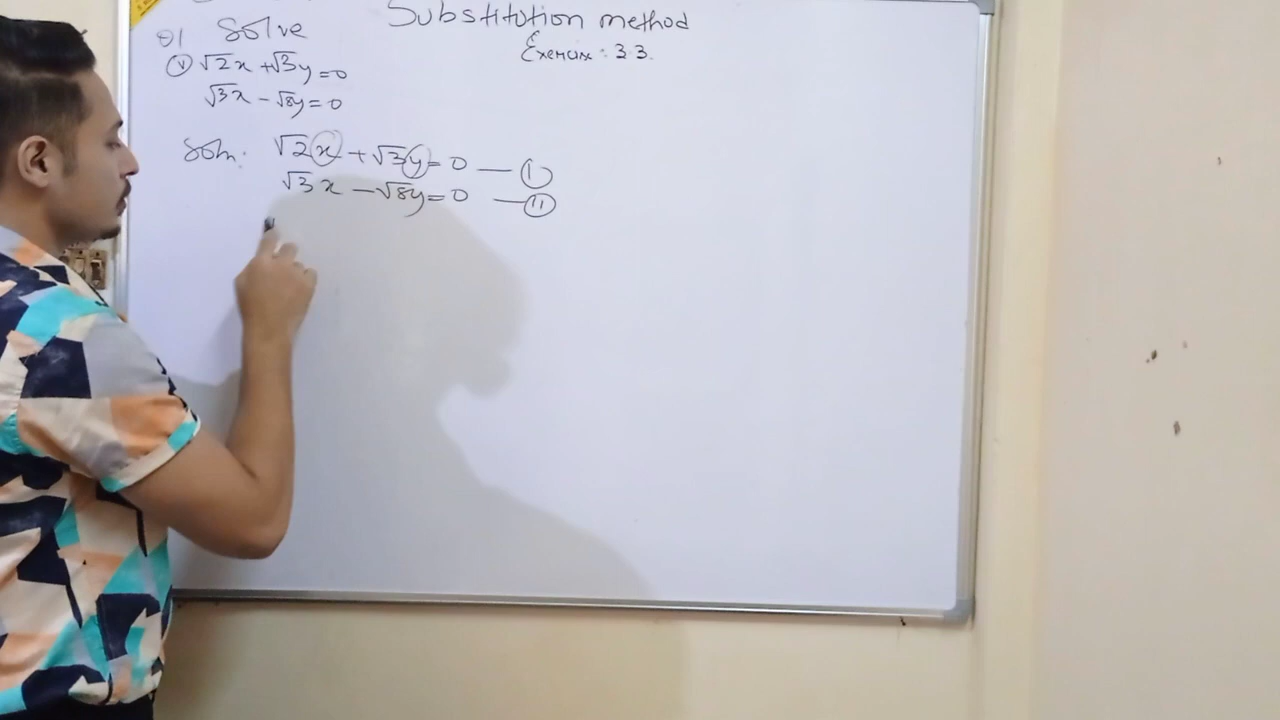 Substitution method
Exercise: 3.3.
Q1 Solve
(v) √2x + √3y = 0
√3x - √8y = 0
Soln:
√2x + √3y = 0 — (I)
√3x - √8y = 0 — (II)